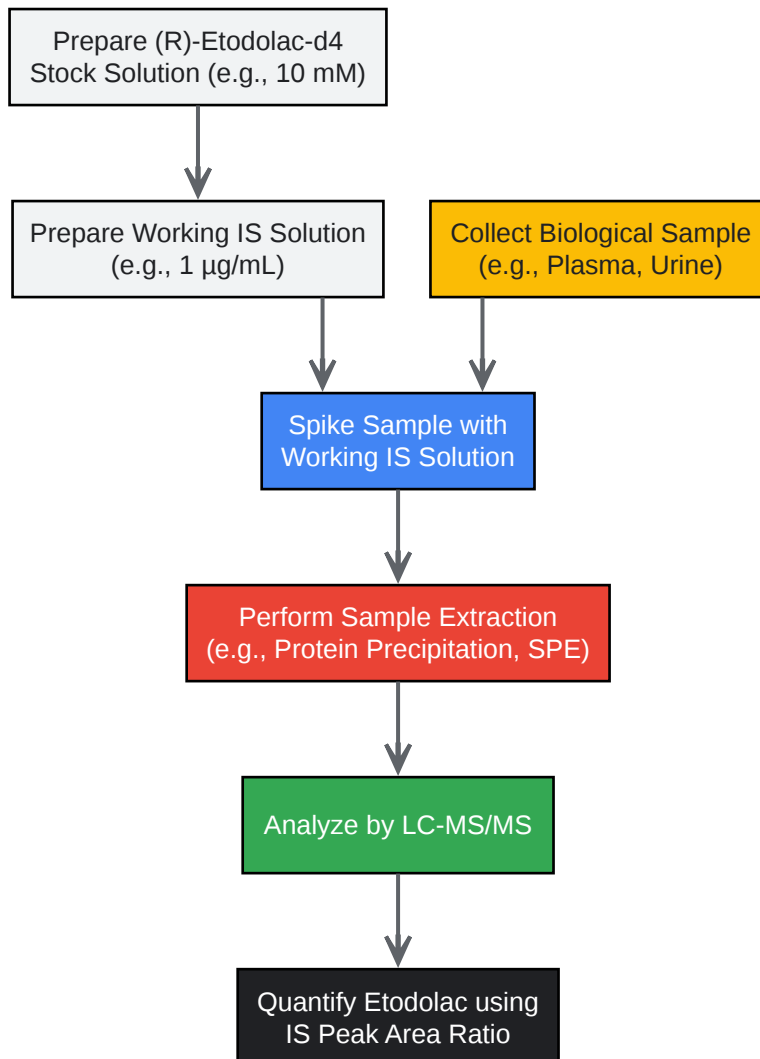 Prepare (R)-Etodolac-d4
Stock Solution (e.g., 10 mM)
Prepare Working IS Solution
(e.g., 1 µg/mL)
Collect Biological Sample
(e.g., Plasma, Urine)
Spike Sample with
Working IS Solution
Perform Sample Extraction
(e.g., Protein Precipitation, SPE)
Analyze by LC-MS/MS
Quantify Etodolac using
IS Peak Area Ratio